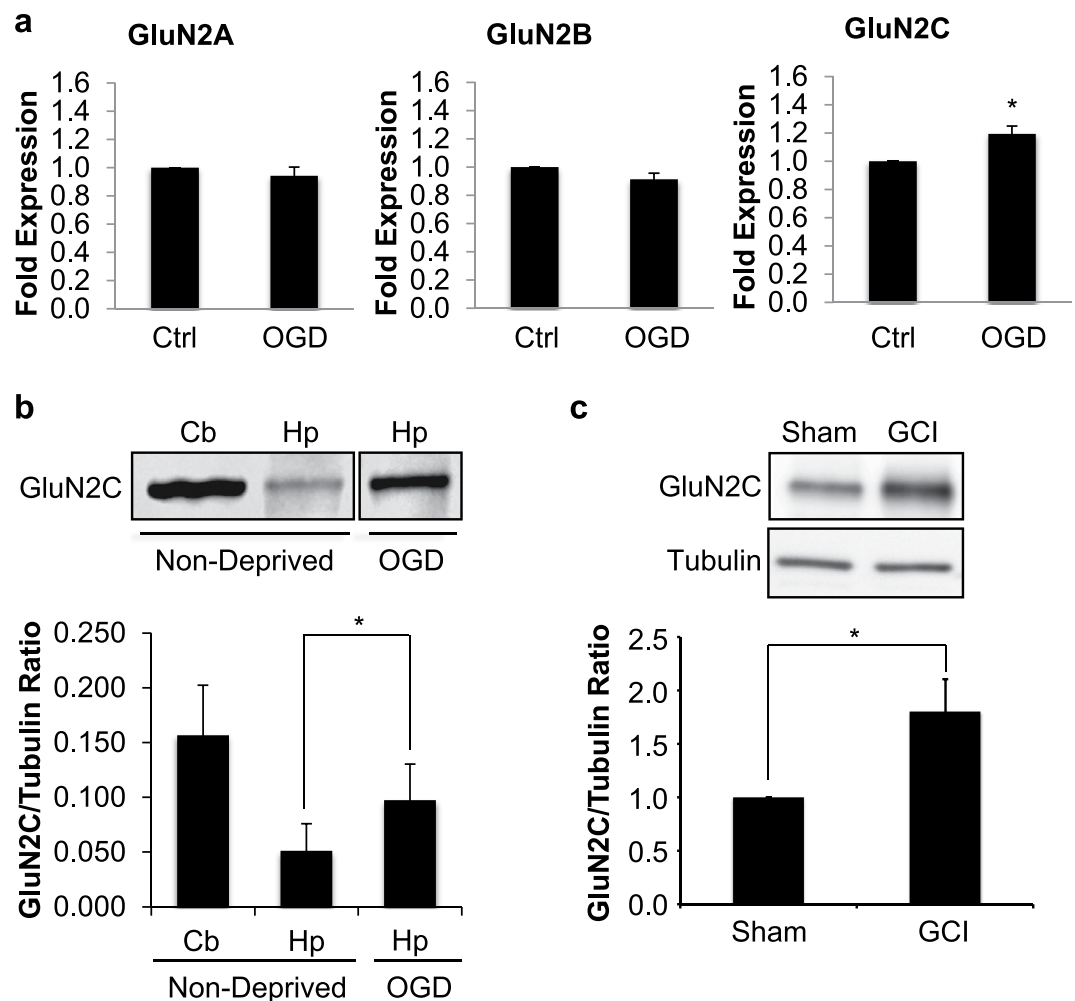 a
GluN2A
Fold Expression
1.6
1.4
1.2
1.0
0.8
0.6
0.4
0.2
0.0
Ctrl OGD
GluN2B
Fold Expression
1.6
1.4
1.2
1.0
0.8
0.6
0.4
0.2
0.0
Ctrl OGD
GluN2C
Fold Expression
1.6
1.4
1.2
1.0
0.8
0.6
0.4
0.2
0.0
*
Ctrl OGD
b
Cb Hp Hp
GluN2C
Non-Deprived OGD
GluN2C/Tubulin Ratio
0.250
0.200
0.150
0.100
0.050
0.000
*
Cb Hp Hp
Non-Deprived OGD
c
Sham GCI
GluN2C
Tubulin
GluN2C/Tubulin Ratio
2.5
2.0
1.5
1.0
0.5
0.0
*
Sham GCI